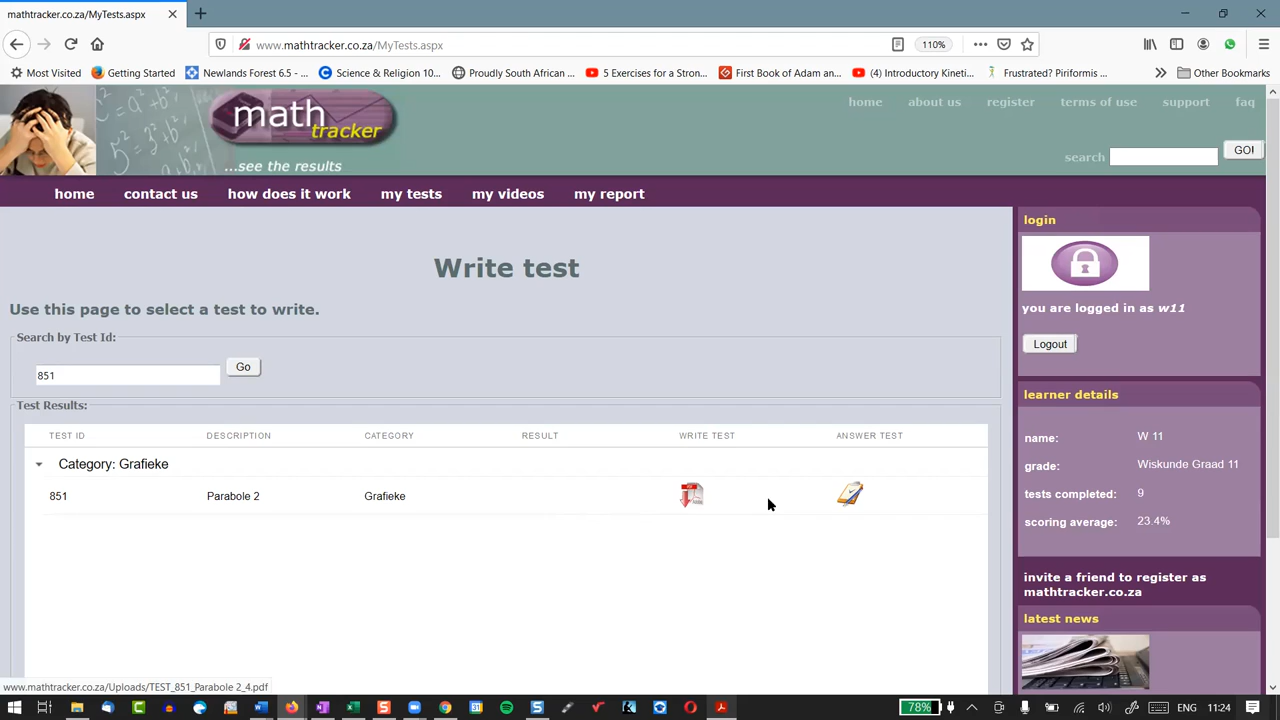 mathtracker.co.za/MyTests.aspx
www.mathtracker.co.za/MyTests.aspx
110%
Most Visited
Getting Started
Newlands Forest 6.5 - ...
Science & Religion 10...
Proudly South African ...
5 Exercises for a Stron...
First Book of Adam an...
(4) Introductory Kineti...
Frustrated? Piriformis ...
Other Bookmarks
math
tracker
...see the results
home
about us
register
terms of use
support
faq
search
GO!
home
contact us
how does it work
my tests
my videos
my report
Write test
Use this page to select a test to write.
Search by Test Id:
851
Go
Test Results:
TEST ID
DESCRIPTION
CATEGORY
RESULT
WRITE TEST
ANSWER TEST
Category: Grafieke
851
Parabole 2
Grafieke
login
you are logged in as w11
Logout
learner details
name:
W 11
grade:
Wiskunde Graad 11
tests completed:
9
scoring average:
23.4%
invite a friend to register as
mathtracker.co.za
latest news
www.mathtracker.co.za/Uploads/TEST_851_Parabole 2_4.pdf
78%
ENG
11:24